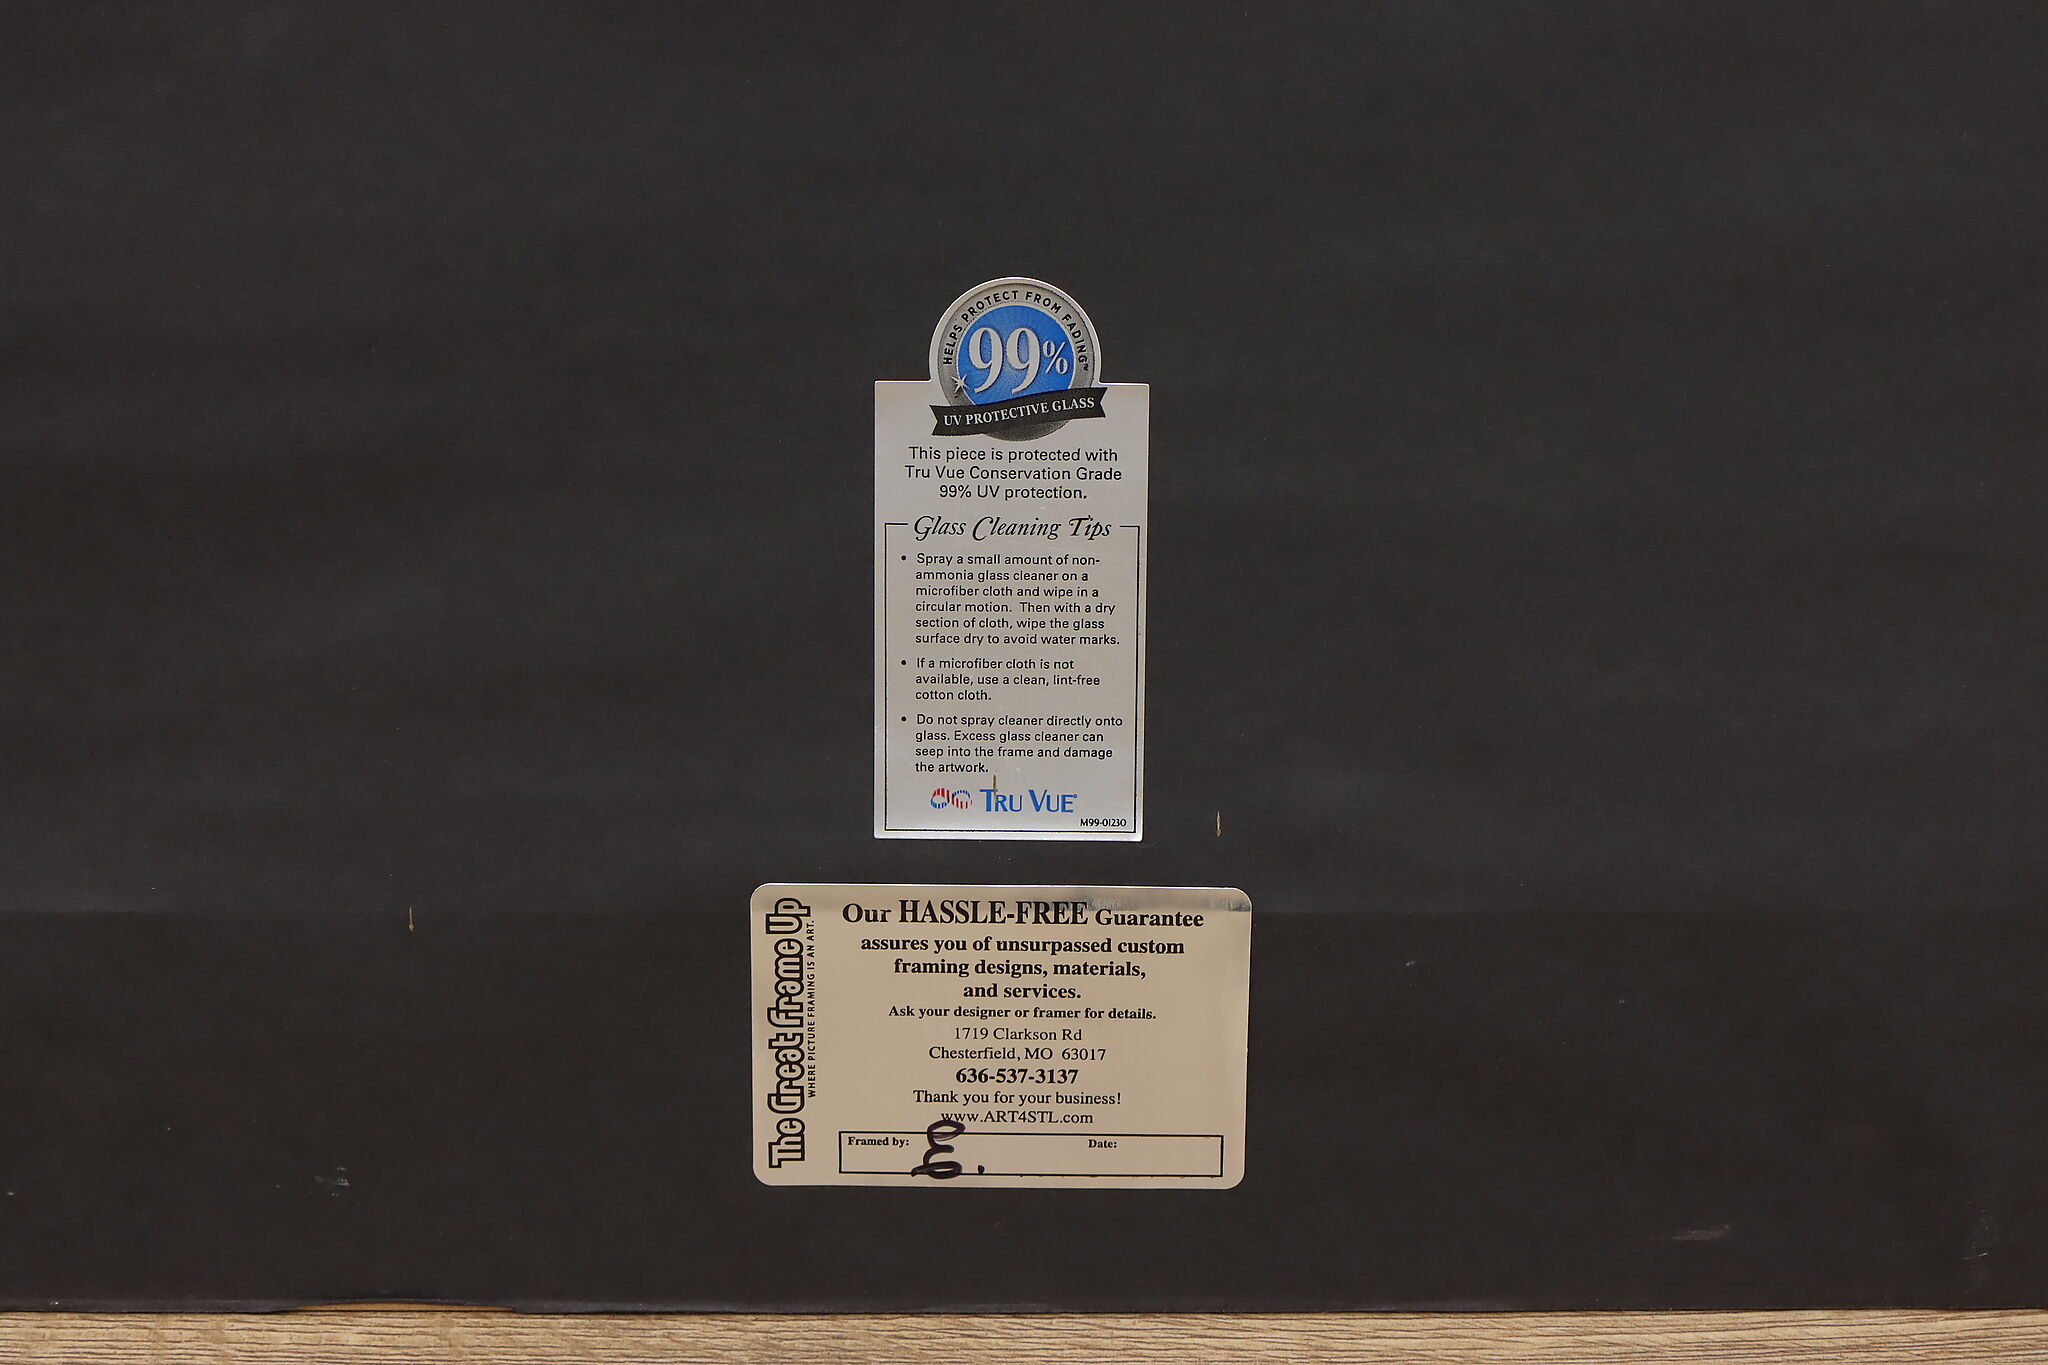 HELPS PROTECT FROM FADING™
99%
UV PROTECTIVE GLASS
This piece is protected with
Tru Vue Conservation Grade
99% UV protection.
Glass Cleaning Tips
• Spray a small amount of non-
ammonia glass cleaner on a
microfiber cloth and wipe in a
circular motion. Then with a dry
section of cloth, wipe the glass
surface dry to avoid water marks.
• If a microfiber cloth is not
available, use a clean, lint-free
cotton cloth.
• Do not spray cleaner directly onto
glass. Excess glass cleaner can
seep into the frame and damage
the artwork.
TRU VUE®
M99-01230
The Great Frame Up
WHERE PICTURE FRAMING IS AN ART.
Our HASSLE-FREE Guarantee
assures you of unsurpassed custom
framing designs, materials,
and services.
Ask your designer or framer for details.
1719 Clarkson Rd
Chesterfield, MO 63017
636-537-3137
Thank you for your business!
www.ART4STL.com
Framed by: Date: